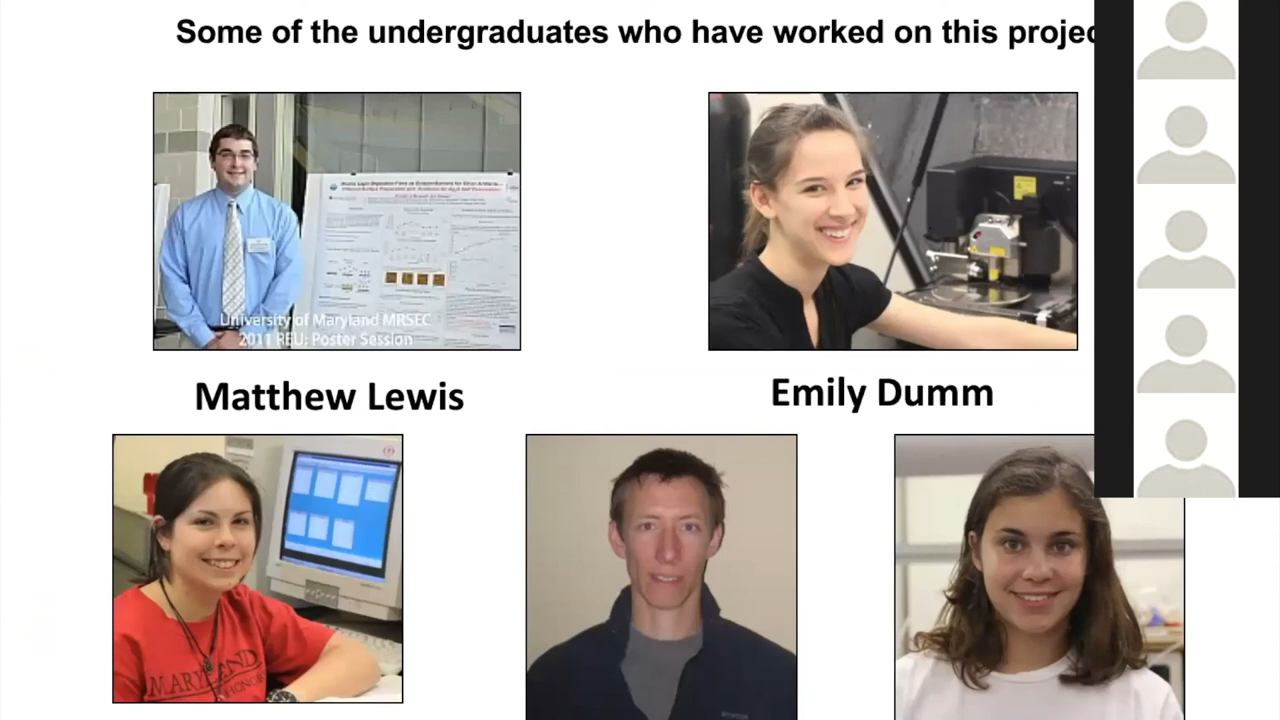 Some of the undergraduates who have worked on this projec
University of Maryland MRSEC
2011 REU: Poster Session
Matthew Lewis
Emily Dumm
MARYLAND
HONOR